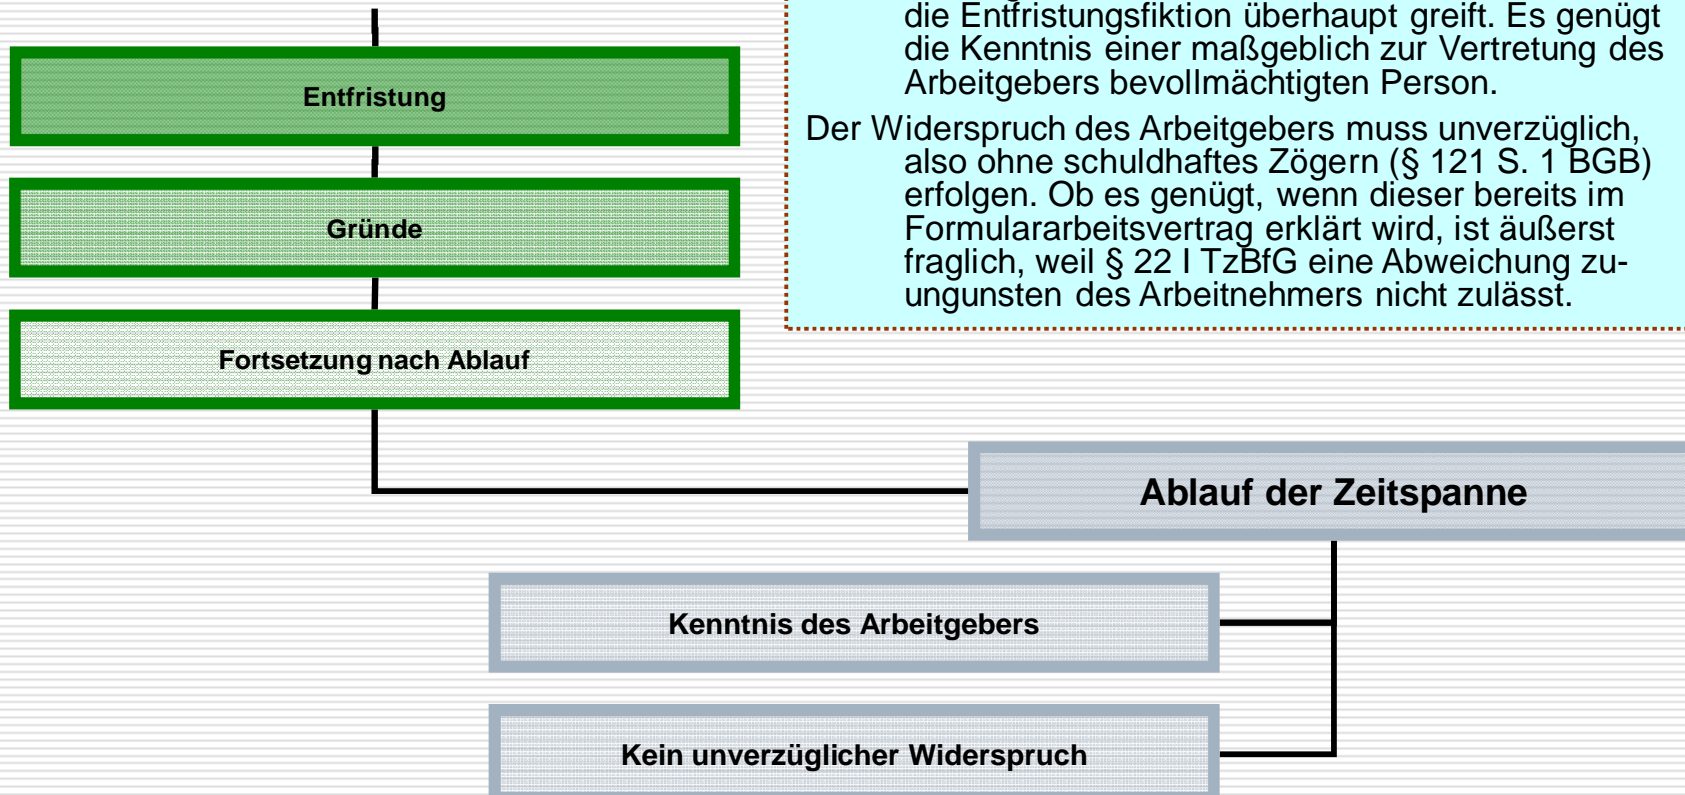 die Entfristungsfiktion überhaupt greift. Es genügt
die Kenntnis einer maßgeblich zur Vertretung des
Arbeitgebers bevollmächtigten Person.
Der Widerspruch des Arbeitgebers muss unverzüglich,
also ohne schuldhaftes Zögern (§ 121 S. 1 BGB)
erfolgen. Ob es genügt, wenn dieser bereits im
Formulararbeitsvertrag erklärt wird, ist äußerst
fraglich, weil § 22 I TzBfG eine Abweichung zu-
ungunsten des Arbeitnehmers nicht zulässt.
Entfristung
Gründe
Fortsetzung nach Ablauf
Ablauf der Zeitspanne
Kenntnis des Arbeitgebers
Kein unverzüglicher Widerspruch